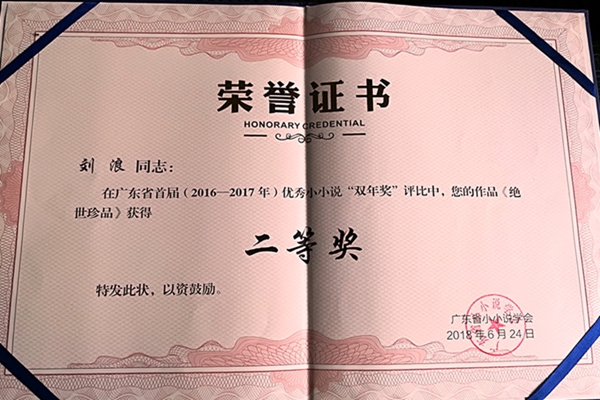 荣誉证书
HONORARY CREDENTIAL
刘浪 同志：
在广东省首届（2016—2017年）优秀小小说“双年奖”评比中，您的作品《绝
世珍品》获得
二等奖
特发此状，以资鼓励。
广东省小小说学会
2018年6月24日